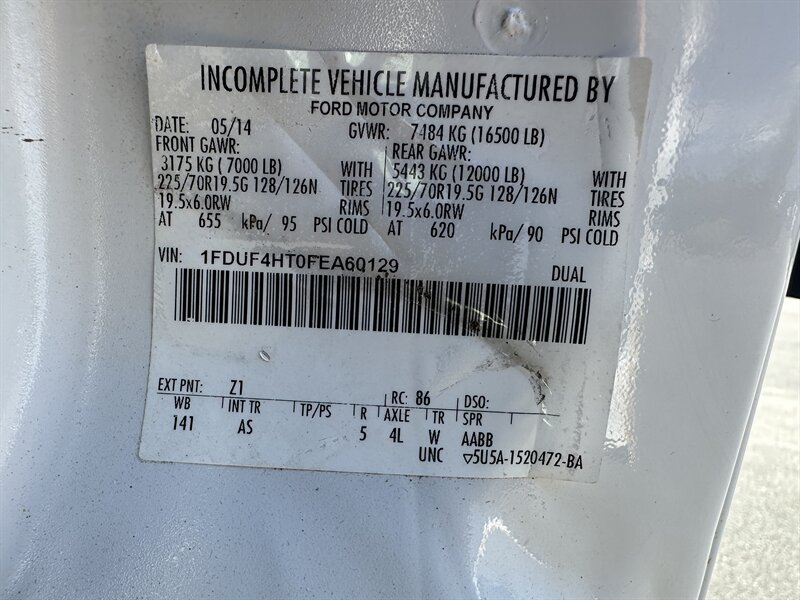 INCOMPLETE VEHICLE MANUFACTURED BY
FORD MOTOR COMPANY
DATE: 05/14 GVWR: 7484 KG (16500 LB)
FRONT GAWR: REAR GAWR:
3175 KG (7000 LB) WITH 5443 KG (12000 LB) WITH
225/70R19.5G 128/126N TIRES 225/70R19.5G 128/126N TIRES
19.5x6.0RW RIMS 19.5x6.0RW RIMS
AT 655 kPa/ 95 PSI COLD AT 620 kPa/ 90 PSI COLD
VIN: 1FDUF4HT0FEA60129 DUAL
EXT PNT: Z1 RC: 86 DSO:
WB INT TR TP/PS R AXLE TR SPR
141 AS 5 4L W AABB
UNC ▽5U5A-1520472-BA